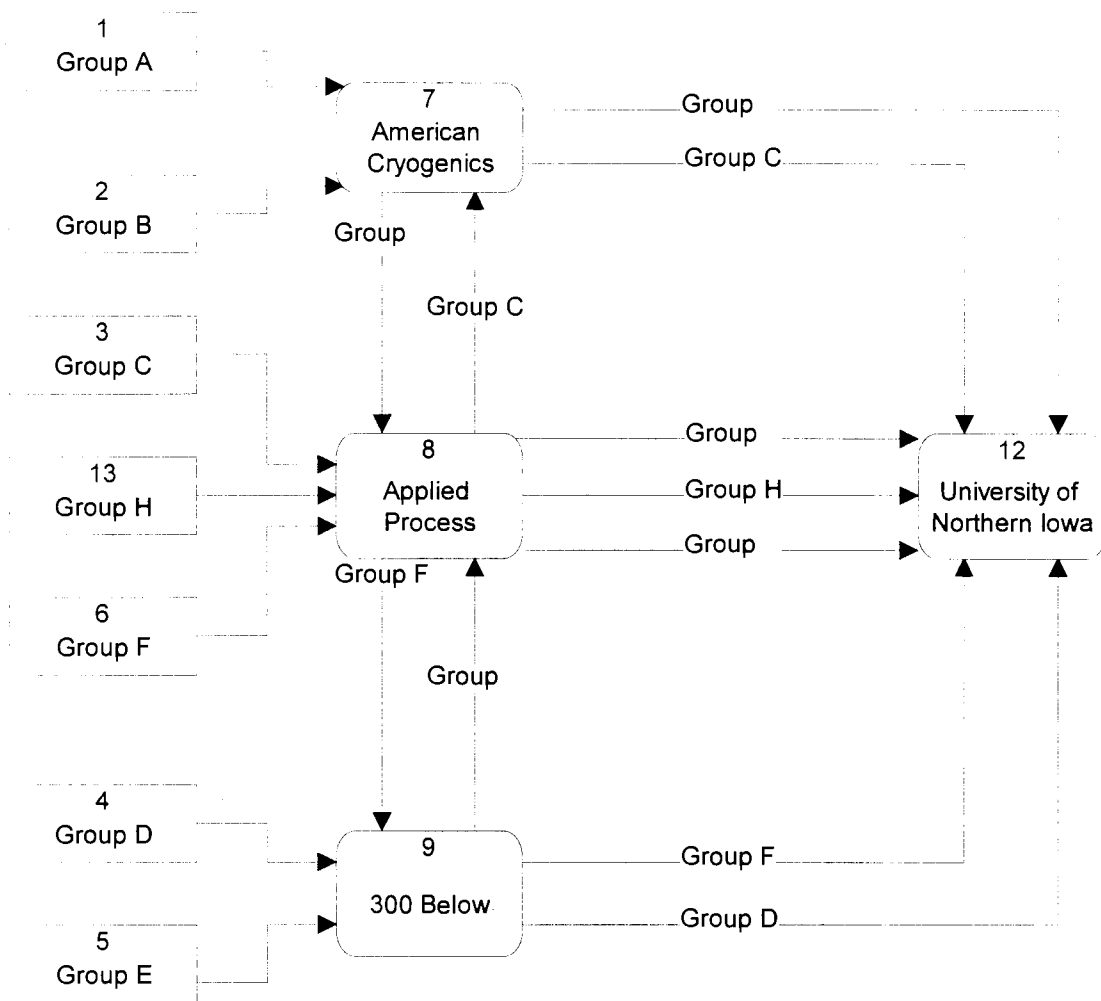 1
Group A
7
American
Cryogenics
Group
Group C
2
Group B
Group
Group C
3
Group C
13
Group H
6
Group F
8
Applied
Process
Group
Group H
Group
12
University of
Northern Iowa
Group F
Group
4
Group D
5
Group E
9
300 Below
Group F
Group D